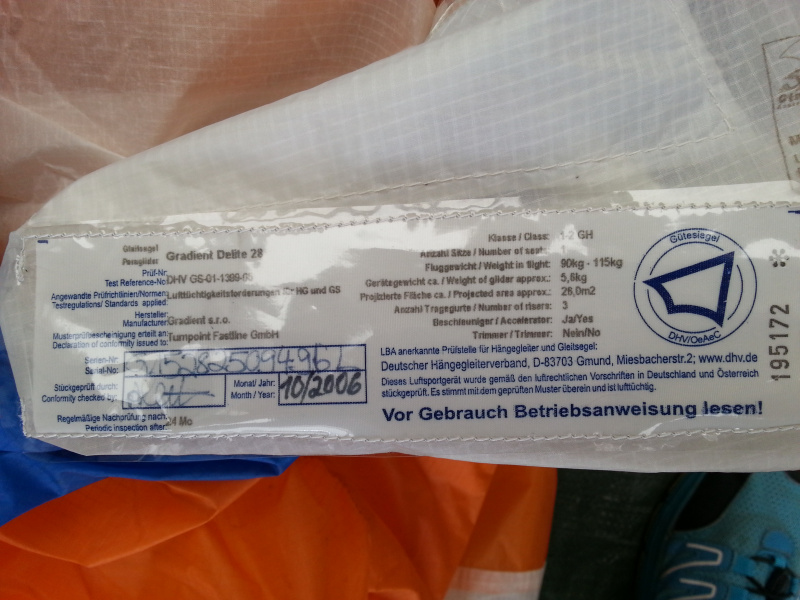 Gleitsegel
Paraglider Gradient Delite 28
Prüf-Nr.
Test Reference-No DHV GS-01-1399-
Angewandte Prüfrichtlinien/Normen
Testregulations/ Standards applied Lufttüchtigkeitsforderungen für HG und GS
Hersteller
Manufacturer Gradient s.r.o.
Musterprüfbescheinigung erteilt an:
Declaration of conformity issued to: Turnpoint Fastline GmbH
Serien-Nr
Serial-No:
Stückgeprüft durch:
Conformity checked by:
Monat/ Jahr:
Month / Year: 10/2006
Regelmäßige Nachprüfung nach:
Periodic inspection after: 24 Mo
Klasse / Class: 1-2 GH
Anzahl Sitze / Number of seats: 1
Fluggewicht / Weight in flight: 90kg - 115kg
Gerätegewicht ca. / Weight of glider approx.: 5,8kg
Projizierte Fläche ca. / Projected area approx.: 26,0m2
Anzahl Tragegurte / Number of risers: 3
Beschleuniger / Accelerator: Ja/Yes
Trimmer / Trimmer: Nein/No
LBA anerkannte Prüfstelle für Hängegleiter und Gleitsegel:
Deutscher Hängegleiterverband, D-83703 Gmund, Miesbacherstr.2; www.dhv.de
Dieses Luftsportgerät wurde gemäß den luftrechtlichen Vorschriften in Deutschland und Österreich
stückgeprüft. Es stimmt mit dem geprüften Muster überein und ist lufttüchtig.
Vor Gebrauch Betriebsanweisung lesen!
Gütesiegel
DHV/OeAeC
195172 *